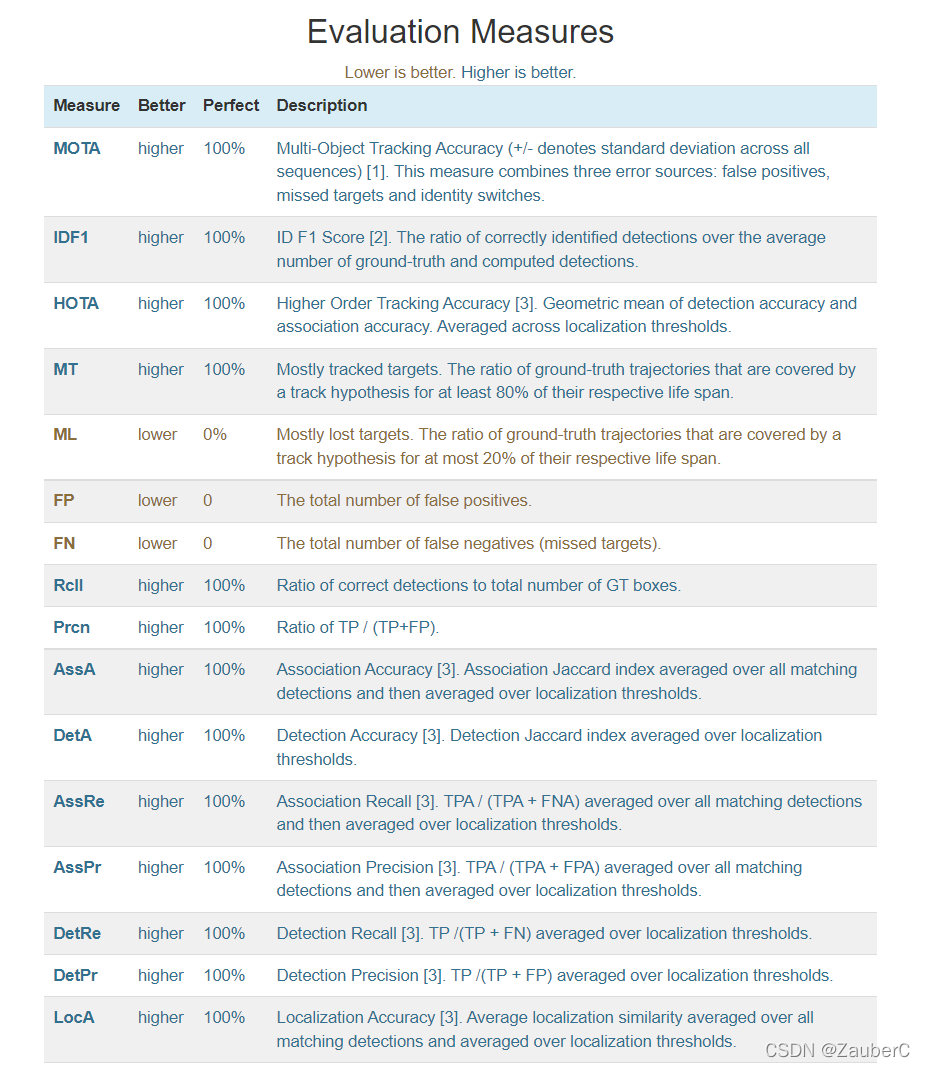 Evaluation Measures
Lower is better. Higher is better.
Measure Better Perfect Description
MOTA higher 100% Multi-Object Tracking Accuracy (+/- denotes standard deviation across all
sequences) [1]. This measure combines three error sources: false positives,
missed targets and identity switches.
IDF1 higher 100% ID F1 Score [2]. The ratio of correctly identified detections over the average
number of ground-truth and computed detections.
HOTA higher 100% Higher Order Tracking Accuracy [3]. Geometric mean of detection accuracy and
association accuracy. Averaged across localization thresholds.
MT higher 100% Mostly tracked targets. The ratio of ground-truth trajectories that are covered by
a track hypothesis for at least 80% of their respective life span.
ML lower 0% Mostly lost targets. The ratio of ground-truth trajectories that are covered by a
track hypothesis for at most 20% of their respective life span.
FP lower 0 The total number of false positives.
FN lower 0 The total number of false negatives (missed targets).
Rcll higher 100% Ratio of correct detections to total number of GT boxes.
Prcn higher 100% Ratio of TP / (TP+FP).
AssA higher 100% Association Accuracy [3]. Association Jaccard index averaged over all matching
detections and then averaged over localization thresholds.
DetA higher 100% Detection Accuracy [3]. Detection Jaccard index averaged over localization
thresholds.
AssRe higher 100% Association Recall [3]. TPA / (TPA + FNA) averaged over all matching detections
and then averaged over localization thresholds.
AssPr higher 100% Association Precision [3]. TPA / (TPA + FPA) averaged over all matching
detections and then averaged over localization thresholds.
DetRe higher 100% Detection Recall [3]. TP /(TP + FN) averaged over localization thresholds.
DetPr higher 100% Detection Precision [3]. TP /(TP + FP) averaged over localization thresholds.
LocA higher 100% Localization Accuracy [3]. Average localization similarity averaged over all
matching detections and averaged over localization thresholds.
CSDN @ZauberC